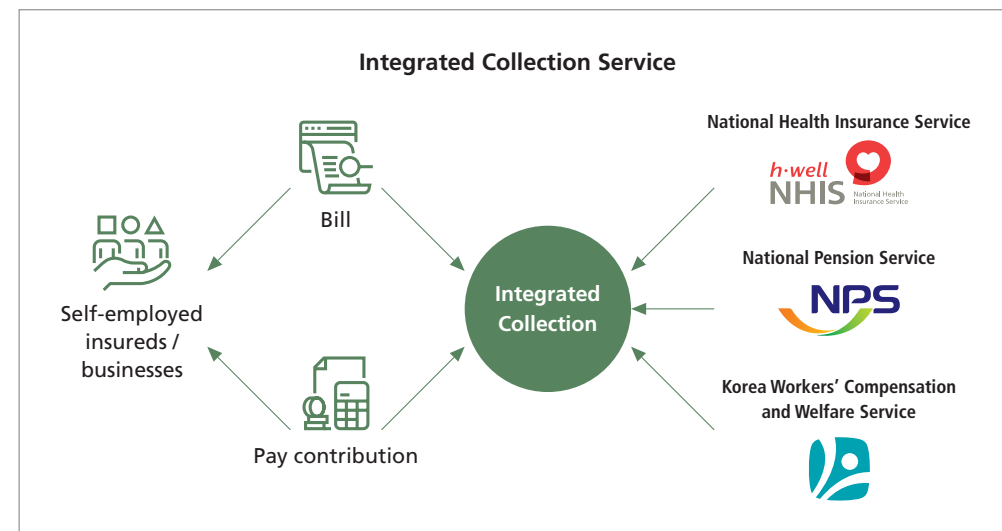 Integrated Collection Service
Bill
Self-employed
insureds /
businesses
Pay contribution
Integrated
Collection
National Health Insurance Service
h·well
NHIS
National Health
Insurance Service
National Pension Service
NPS
Korea Workers’ Compensation
and Welfare Service